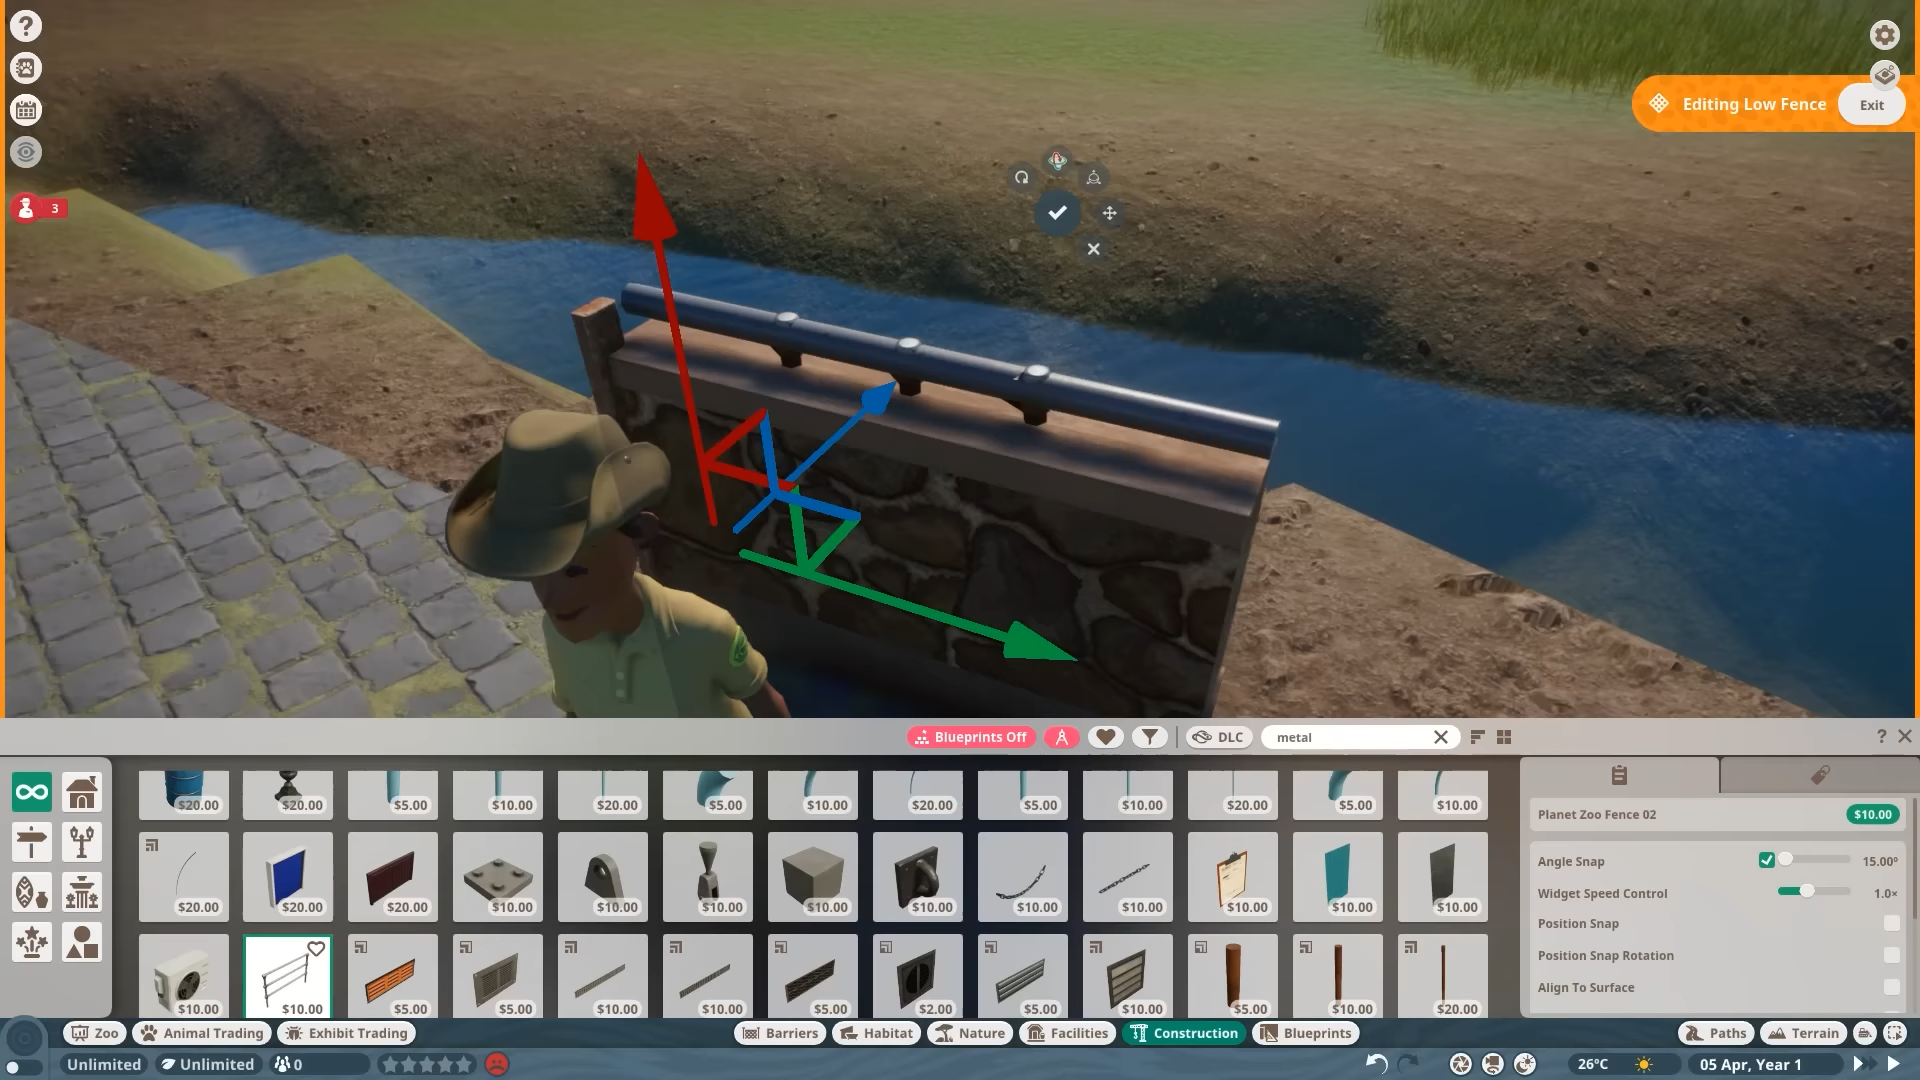 Editing Low Fence
Exit
3
Blueprints Off
DLC
metal
?
$20.00 $20.00 $5.00 $10.00 $20.00 $5.00 $10.00 $20.00 $5.00 $10.00 $20.00 $5.00 $10.00
$20.00 $20.00 $20.00 $10.00 $10.00 $10.00 $10.00 $10.00 $10.00 $10.00 $10.00 $10.00 $10.00
$10.00 $10.00 $5.00 $5.00 $10.00 $10.00 $5.00 $2.00 $5.00 $10.00 $5.00 $10.00 $20.00
Planet Zoo Fence 02 $10.00
Angle Snap 15.00°
Widget Speed Control 1.0×
Position Snap
Position Snap Rotation
Align To Surface
Zoo Animal Trading Exhibit Trading Barriers Habitat Nature Facilities Construction Blueprints Paths Terrain
Unlimited Unlimited 0 26°C 05 Apr, Year 1